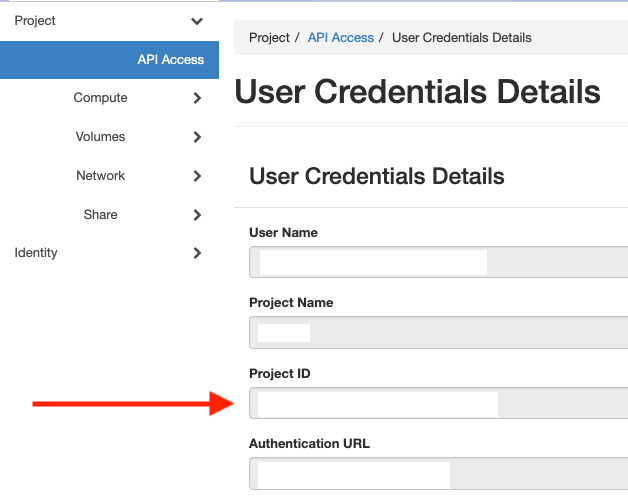 Project
API Access
Compute
Volumes
Network
Share
Identity
Project / API Access / User Credentials Details
User Credentials Details
User Credentials Details
User Name
Project Name
Project ID
Authentication URL